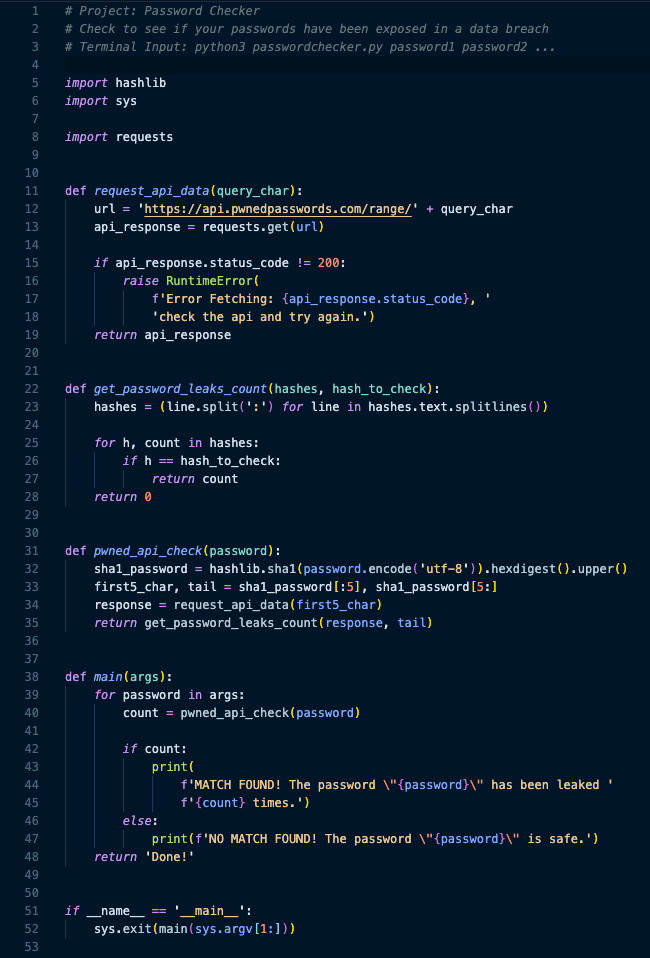 1 # Project: Password Checker
2 # Check to see if your passwords have been exposed in a data breach
3 # Terminal Input: python3 passwordchecker.py password1 password2 ...
4
5 import hashlib
6 import sys
7
8 import requests
9
10
11 def request_api_data(query_char):
12     url = 'https://api.pwnedpasswords.com/range/' + query_char
13     api_response = requests.get(url)
14
15     if api_response.status_code != 200:
16         raise RuntimeError(
17             f'Error Fetching: {api_response.status_code}, '
18             'check the api and try again.')
19     return api_response
20
21
22 def get_password_leaks_count(hashes, hash_to_check):
23     hashes = (line.split(':') for line in hashes.text.splitlines())
24
25     for h, count in hashes:
26         if h == hash_to_check:
27             return count
28     return 0
29
30
31 def pwned_api_check(password):
32     sha1_password = hashlib.sha1(password.encode('utf-8')).hexdigest().upper()
33     first5_char, tail = sha1_password[:5], sha1_password[5:]
34     response = request_api_data(first5_char)
35     return get_password_leaks_count(response, tail)
36
37
38 def main(args):
39     for password in args:
40         count = pwned_api_check(password)
41
42         if count:
43             print(
44                 f'MATCH FOUND! The password \"{password}\" has been leaked '
45                 f'{count} times.')
46         else:
47             print(f'NO MATCH FOUND! The password \"{password}\" is safe.')
48     return 'Done!'
49
50
51 if __name__ == '__main__':
52     sys.exit(main(sys.argv[1:]))
53